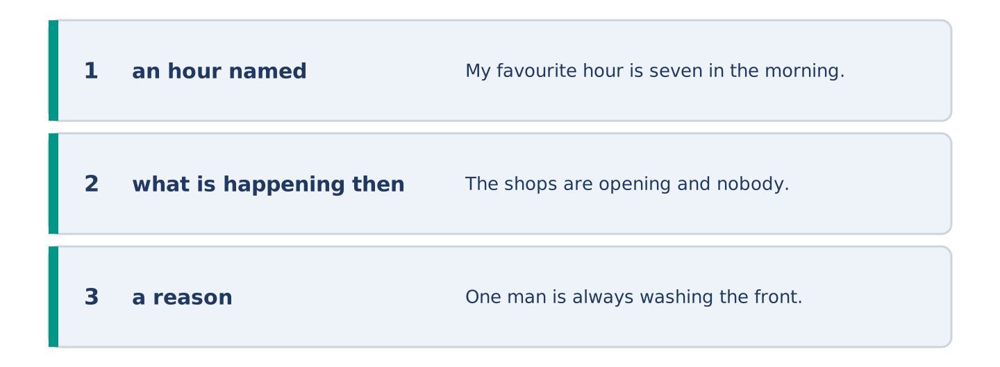 1 an hour named My favourite hour is seven in the morning.
2 what is happening then The shops are opening and nobody.
3 a reason One man is always washing the front.